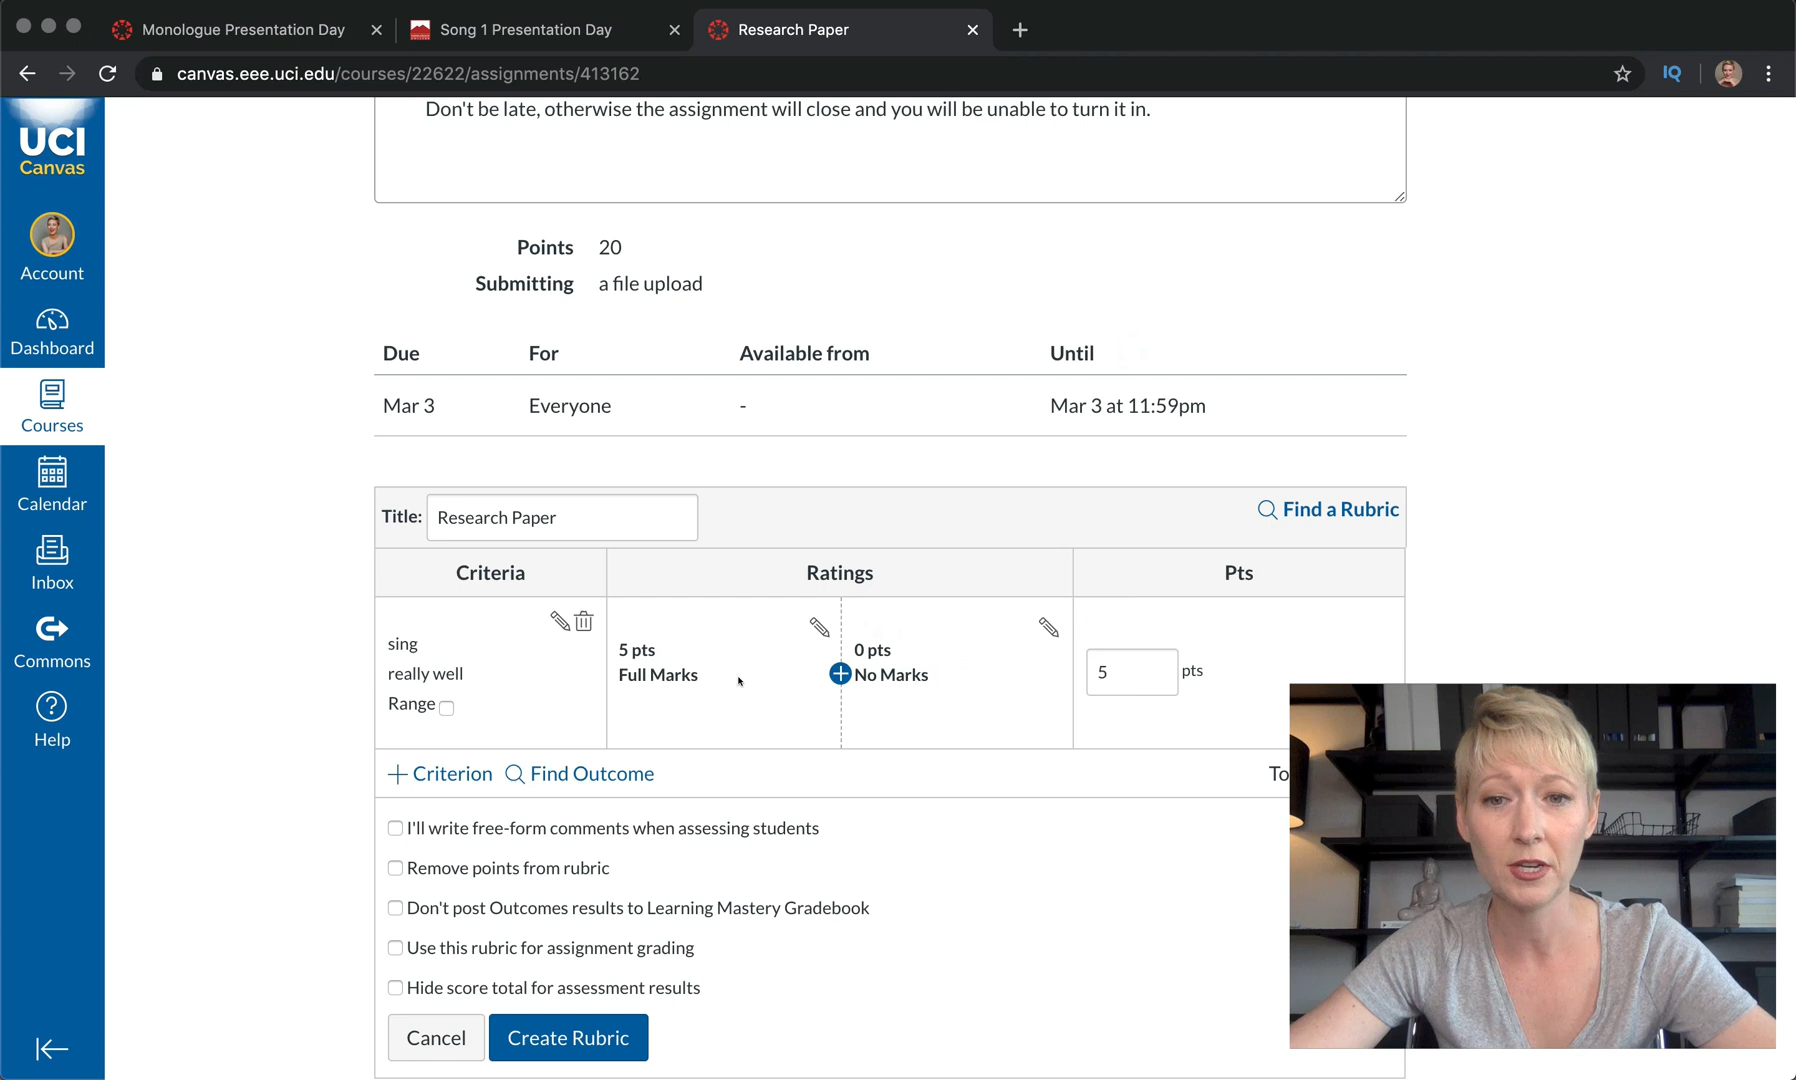 Monologue Presentation Day
Song 1 Presentation Day
Research Paper
canvas.eee.uci.edu/courses/22622/assignments/413162
IQ
UCI
Canvas
Account
Dashboard
Courses
Calendar
Inbox
Commons
Help
Don't be late, otherwise the assignment will close and you will be unable to turn it in.
Points 20
Submitting a file upload
Due For Available from Until
Mar 3 Everyone - Mar 3 at 11:59pm
Title: Research Paper Find a Rubric
Criteria Ratings Pts
sing
really well
Range
5 pts
Full Marks
0 pts
No Marks
5 pts
Criterion Find Outcome To
I'll write free-form comments when assessing students
Remove points from rubric
Don't post Outcomes results to Learning Mastery Gradebook
Use this rubric for assignment grading
Hide score total for assessment results
Cancel Create Rubric